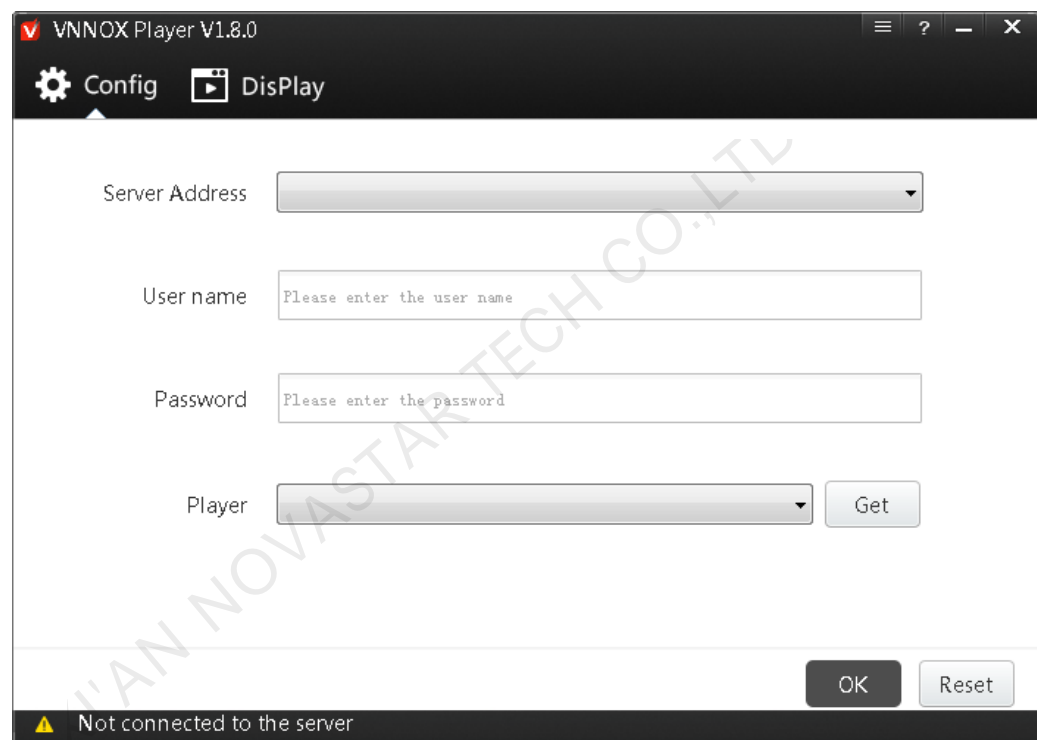 VNNOX Player V1.8.0
Config DisPlay
Server Address
User name Please enter the user name
Password Please enter the password
Player Get
OK Reset
Not connected to the server
'AN NOVASTAR TECH CO.,LTD